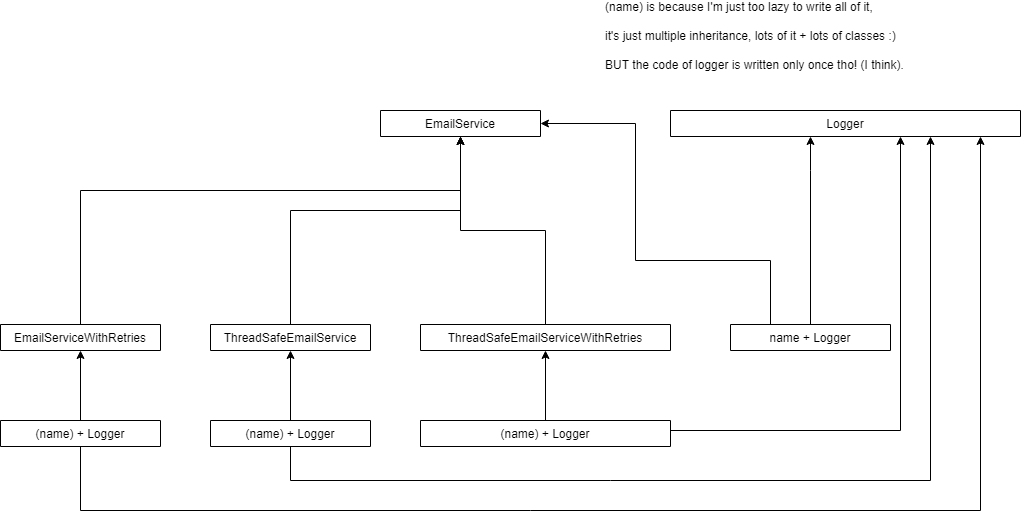 (name) is because I'm just too lazy to write all of it,
it's just multiple inheritance, lots of it + lots of classes :)
BUT the code of logger is written only once tho! (I think).
EmailService
Logger
EmailServiceWithRetries
ThreadSafeEmailService
ThreadSafeEmailServiceWithRetries
name + Logger
(name) + Logger
(name) + Logger
(name) + Logger